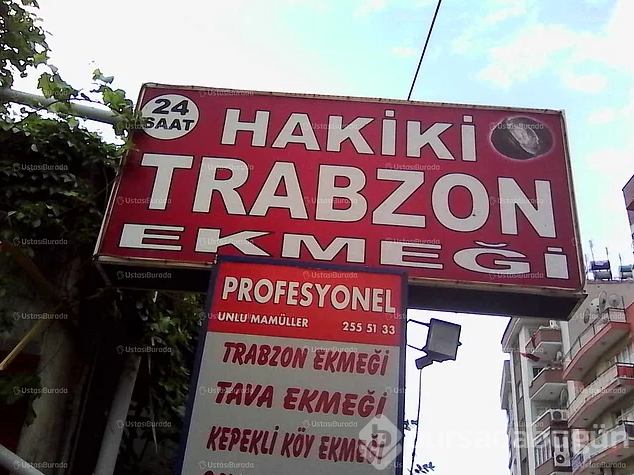 24
SAAT
HAKİKİ
TRABZON
EKMEĞİ
PROFESYONEL
UNLU MAMÜLLER 255 51 33
TRABZON EKMEĞİ
TAVA EKMEĞİ
KEPEKLİ KÖY EKMEĞİ
UstasBurada